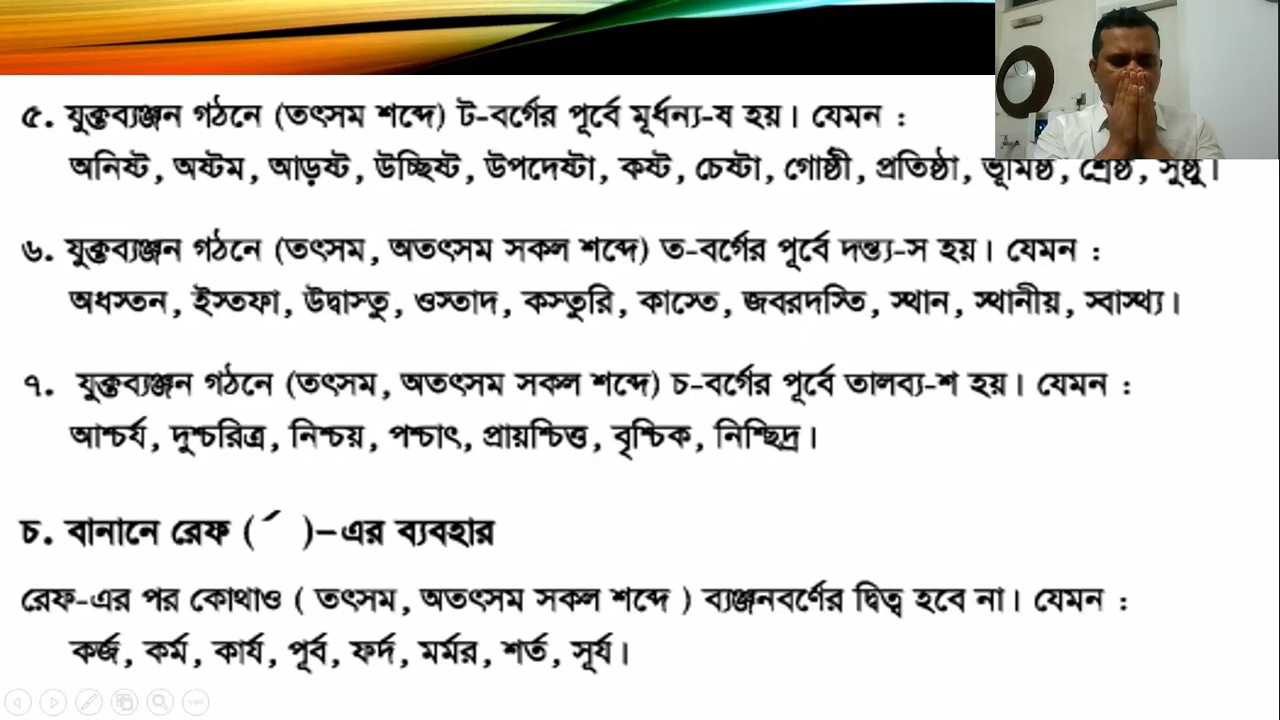 ৫. যুক্তব্যঞ্জন গঠনে (তৎসম শব্দে) ট-বর্গের পূর্বে মূর্ধন্য-ষ হয়। যেমন :
অনিষ্ট, অষ্টম, আড়ষ্ট, উচ্ছিষ্ট, উপদেষ্টা, কষ্ট, চেষ্টা, গোষ্ঠী, প্রতিষ্ঠা, ভূমিষ্ঠ, শ্রেষ্ঠ, সুষ্ঠু।
৬. যুক্তব্যঞ্জন গঠনে (তৎসম, অতৎসম সকল শব্দে) ত-বর্গের পূর্বে দন্ত্য-স হয়। যেমন :
অধস্তন, ইস্তফা, উদ্বাস্তু, ওস্তাদ, কস্তুরি, কাস্তে, জবরদস্তি, স্থান, স্থানীয়, স্বাস্থ্য।
৭. যুক্তব্যঞ্জন গঠনে (তৎসম, অতৎসম সকল শব্দে) চ-বর্গের পূর্বে তালব্য-শ হয়। যেমন :
আশ্চর্য, দুশ্চরিত্র, নিশ্চয়, পশ্চাৎ, প্রায়শ্চিত্ত, বৃশ্চিক, নিশ্ছিদ্র।
চ. বানানে রেফ (র্ )-এর ব্যবহার
রেফ-এর পর কোথাও ( তৎসম, অতৎসম সকল শব্দে ) ব্যঞ্জনবর্ণের দ্বিত্ব হবে না। যেমন :
কর্জ, কর্ম, কার্য, পূর্ব, ফর্দ, মর্মর, শর্ত, সূর্য।